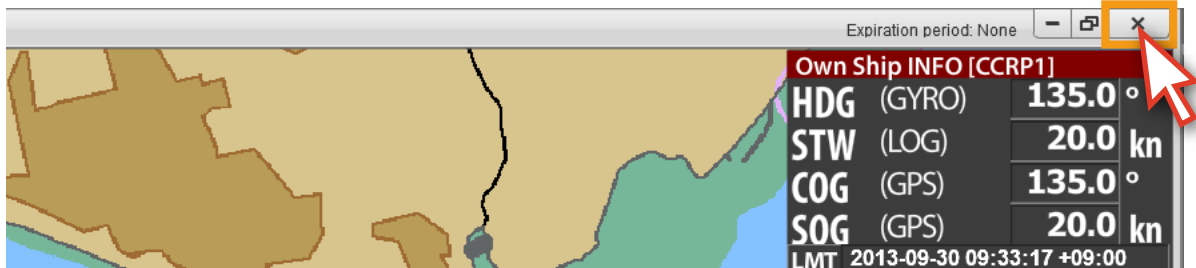 Expiration period: None
Own Ship INFO [CCRP1]
HDG (GYRO) 135.0 °
STW (LOG) 20.0 kn
COG (GPS) 135.0 °
SOG (GPS) 20.0 kn
LMT 2013-09-30 09:33:17 +09:00